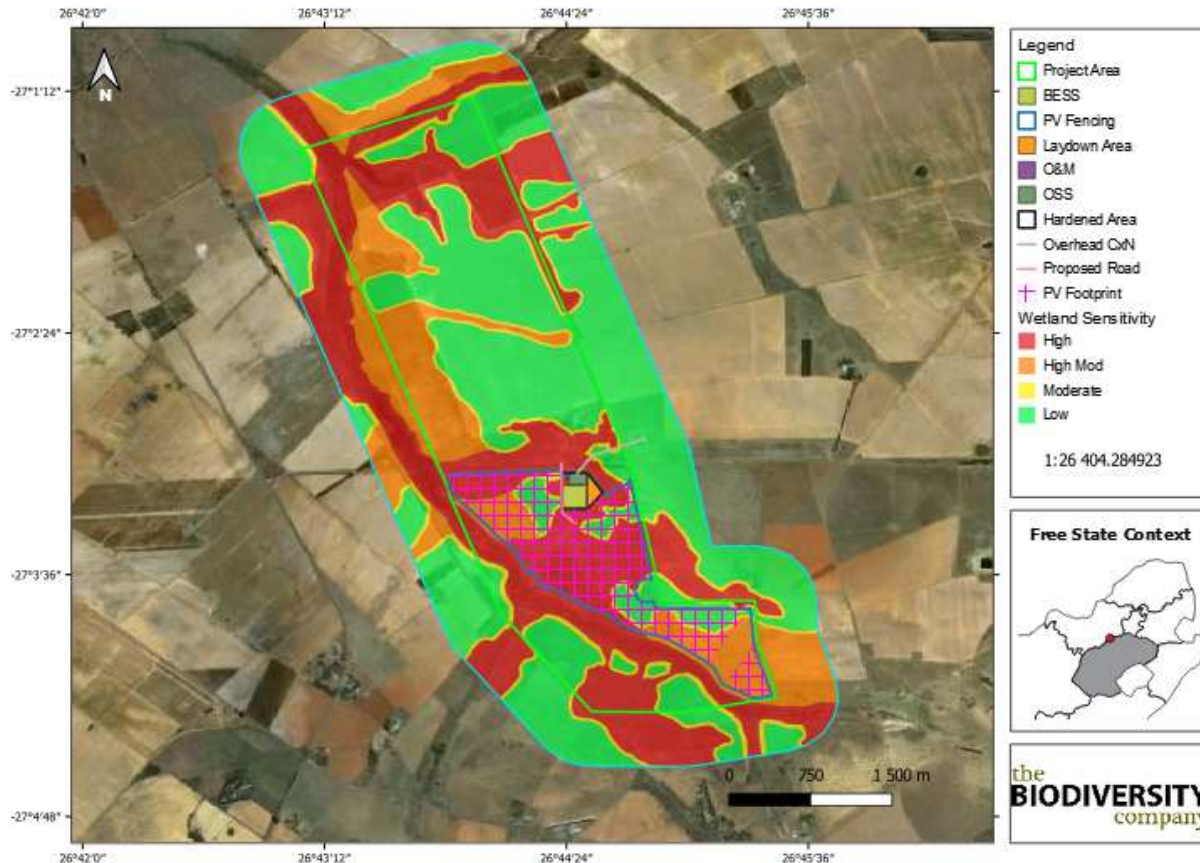 26°42'0" 26°43'12" 26°44'24" 26°45'36"
-27°1'12"
-27°2'24"
-27°3'36"
-27°4'48"
N
0 750 1 500 m
26°42'0" 26°43'12" 26°44'24" 26°45'36"
Legend
Project Area
BESS
PV Fencing
Laydown Area
O&M
OSS
Hardened Area
Overhead CxN
Proposed Road
PV Footprint
Wetland Sensitivity
High
High Mod
Moderate
Low
1:26 404.284923
Free State Context
the
BIODIVERSITY
company